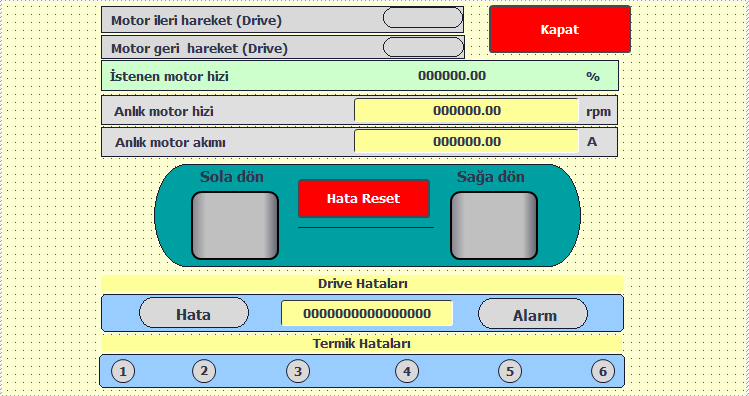 Motor ileri hareket (Drive)
Kapat
Motor geri  hareket (Drive)
İstenen motor hizi 000000.00 %
Anlık motor hizi 000000.00 rpm
Anlık motor akımı 000000.00 A
Sola dön Sağa dön
Hata Reset
Drive Hataları
Hata 0000000000000000 Alarm
Termik Hataları
1 2 3 4 5 6